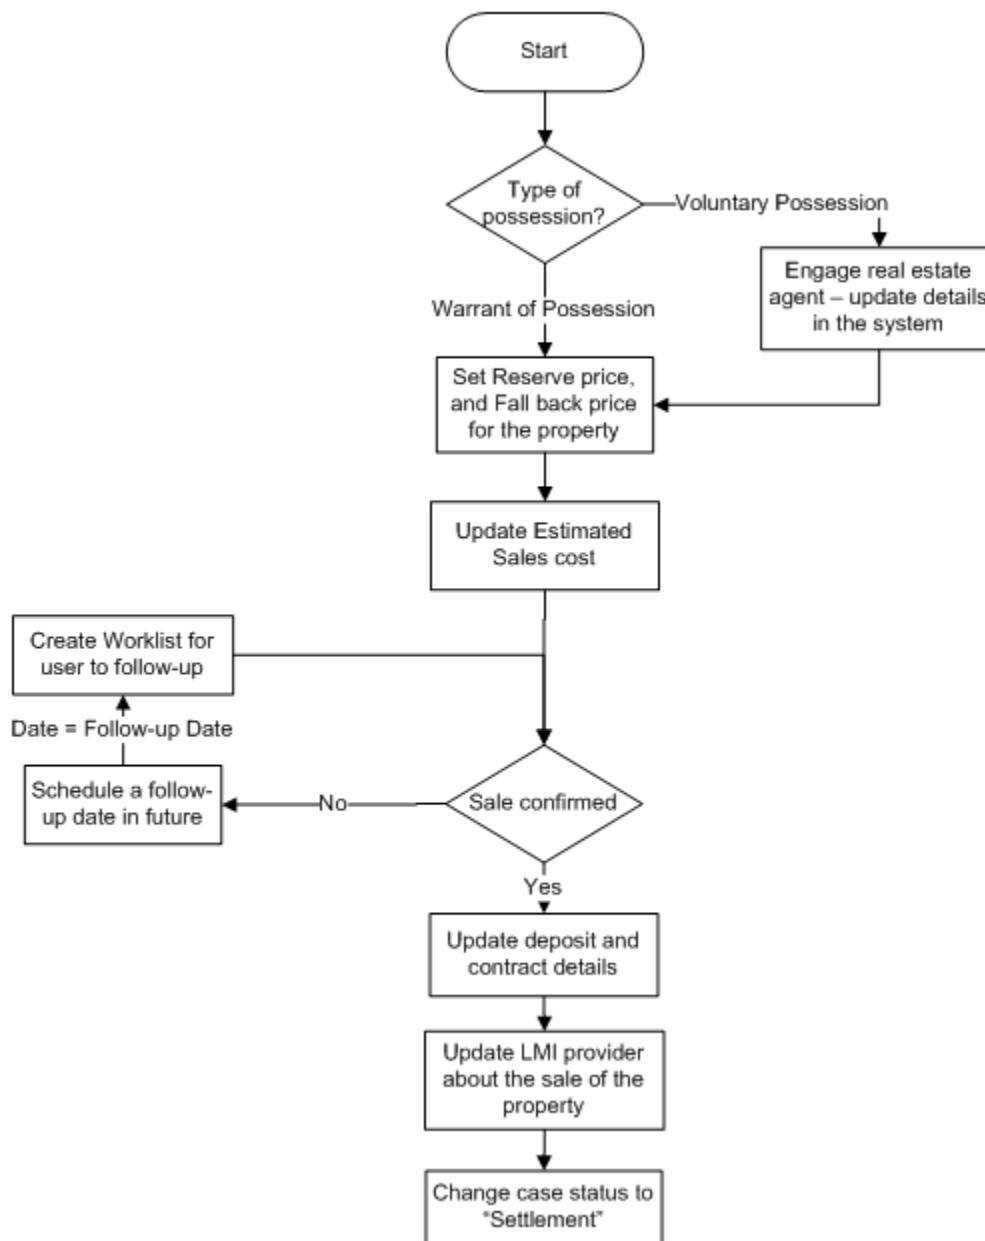 Start
Type of
possession?
Voluntary Possession
Engage real estate
agent – update details
in the system
Warrant of Possession
Set Reserve price,
and Fall back price
for the property
Update Estimated
Sales cost
Create Worklist for
user to follow-up
Date = Follow-up Date
Schedule a follow-
up date in future
No
Sale confirmed
Yes
Update deposit and
contract details
Update LMI provider
about the sale of the
property
Change case status to
“Settlement”